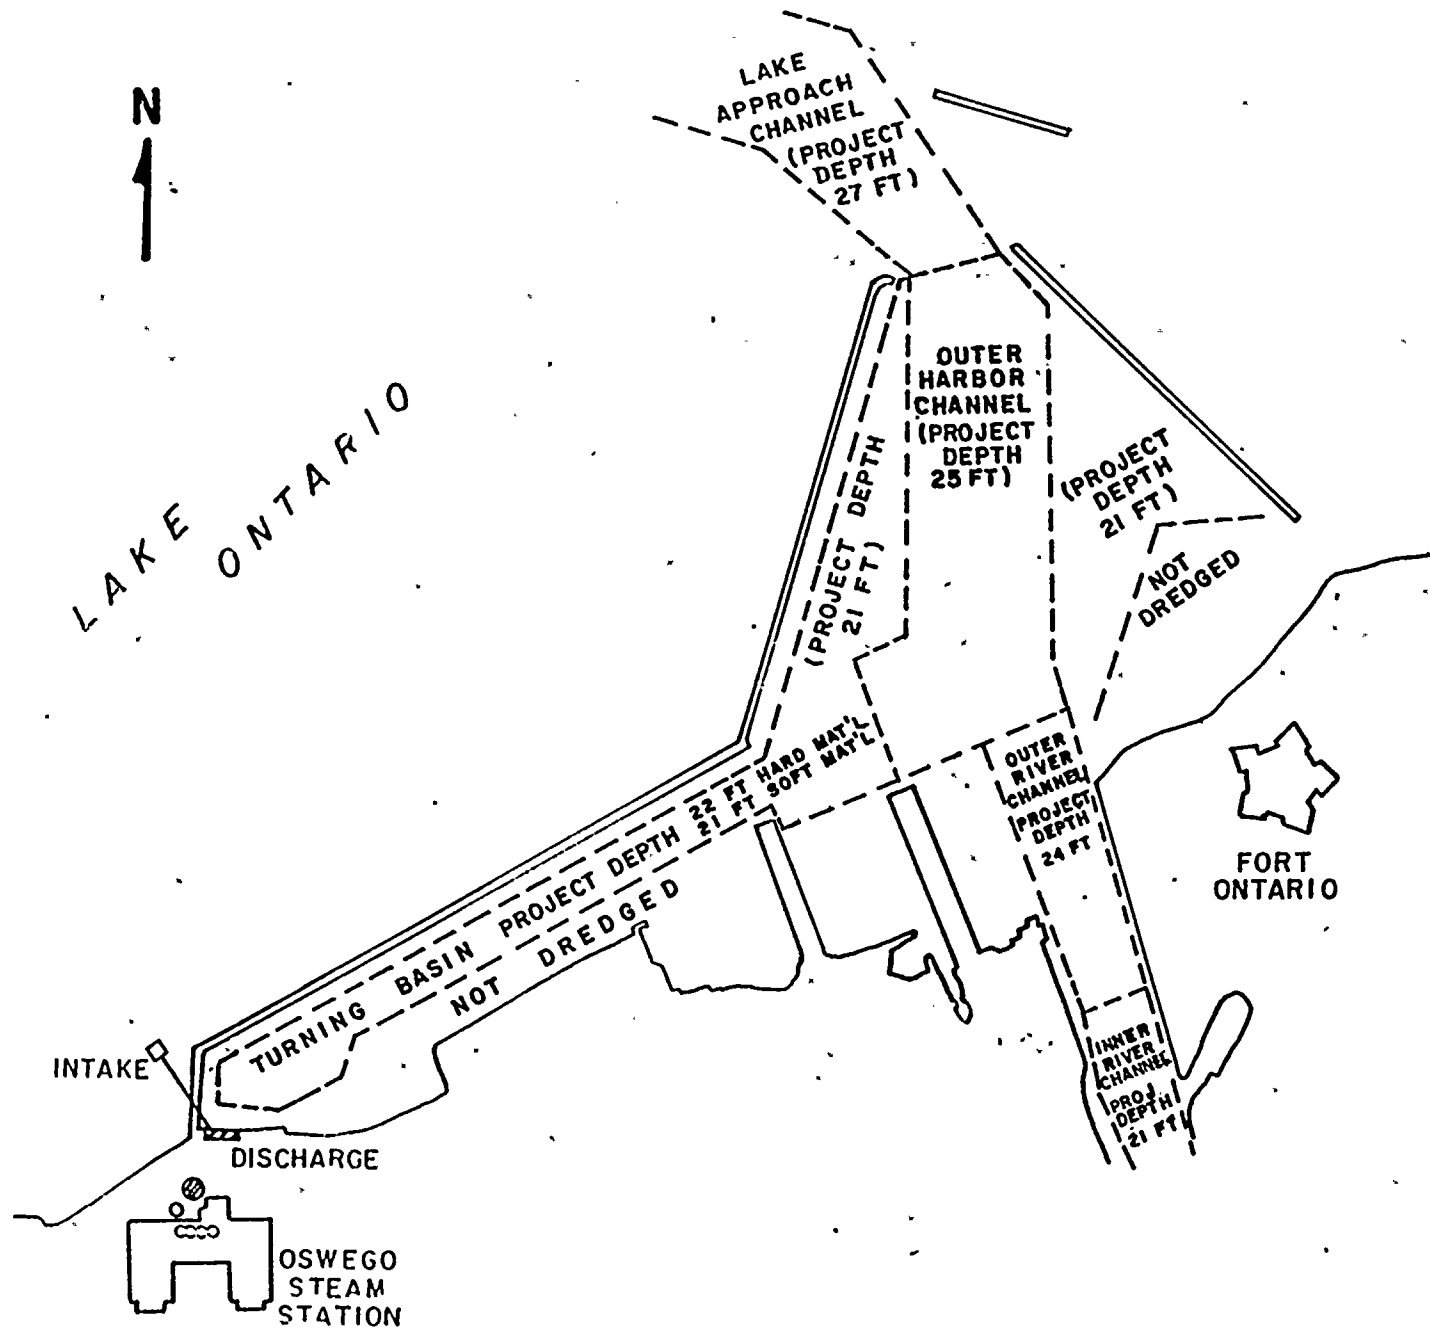 N
LAKE
APPROACH
CHANNEL
(PROJECT
DEPTH
27 FT)
LAKE
ONTARIO
OUTER
HARBOR
CHANNEL
(PROJECT
DEPTH
25 FT)
(PROJECT DEPTH
21 FT)
(PROJECT
DEPTH
21 FT)
NOT
DREDGED
TURNING BASIN PROJECT DEPTH 22 FT HARD MAT'L
21 FT SOFT MAT'L
NOT DREDGED
OUTER
RIVER
CHANNEL
PROJECT
DEPTH
24 FT
FORT
ONTARIO
INNER
RIVER
CHANNEL
PROJ.
DEPTH
21 FT
INTAKE
DISCHARGE
OSWEGO
STEAM
STATION